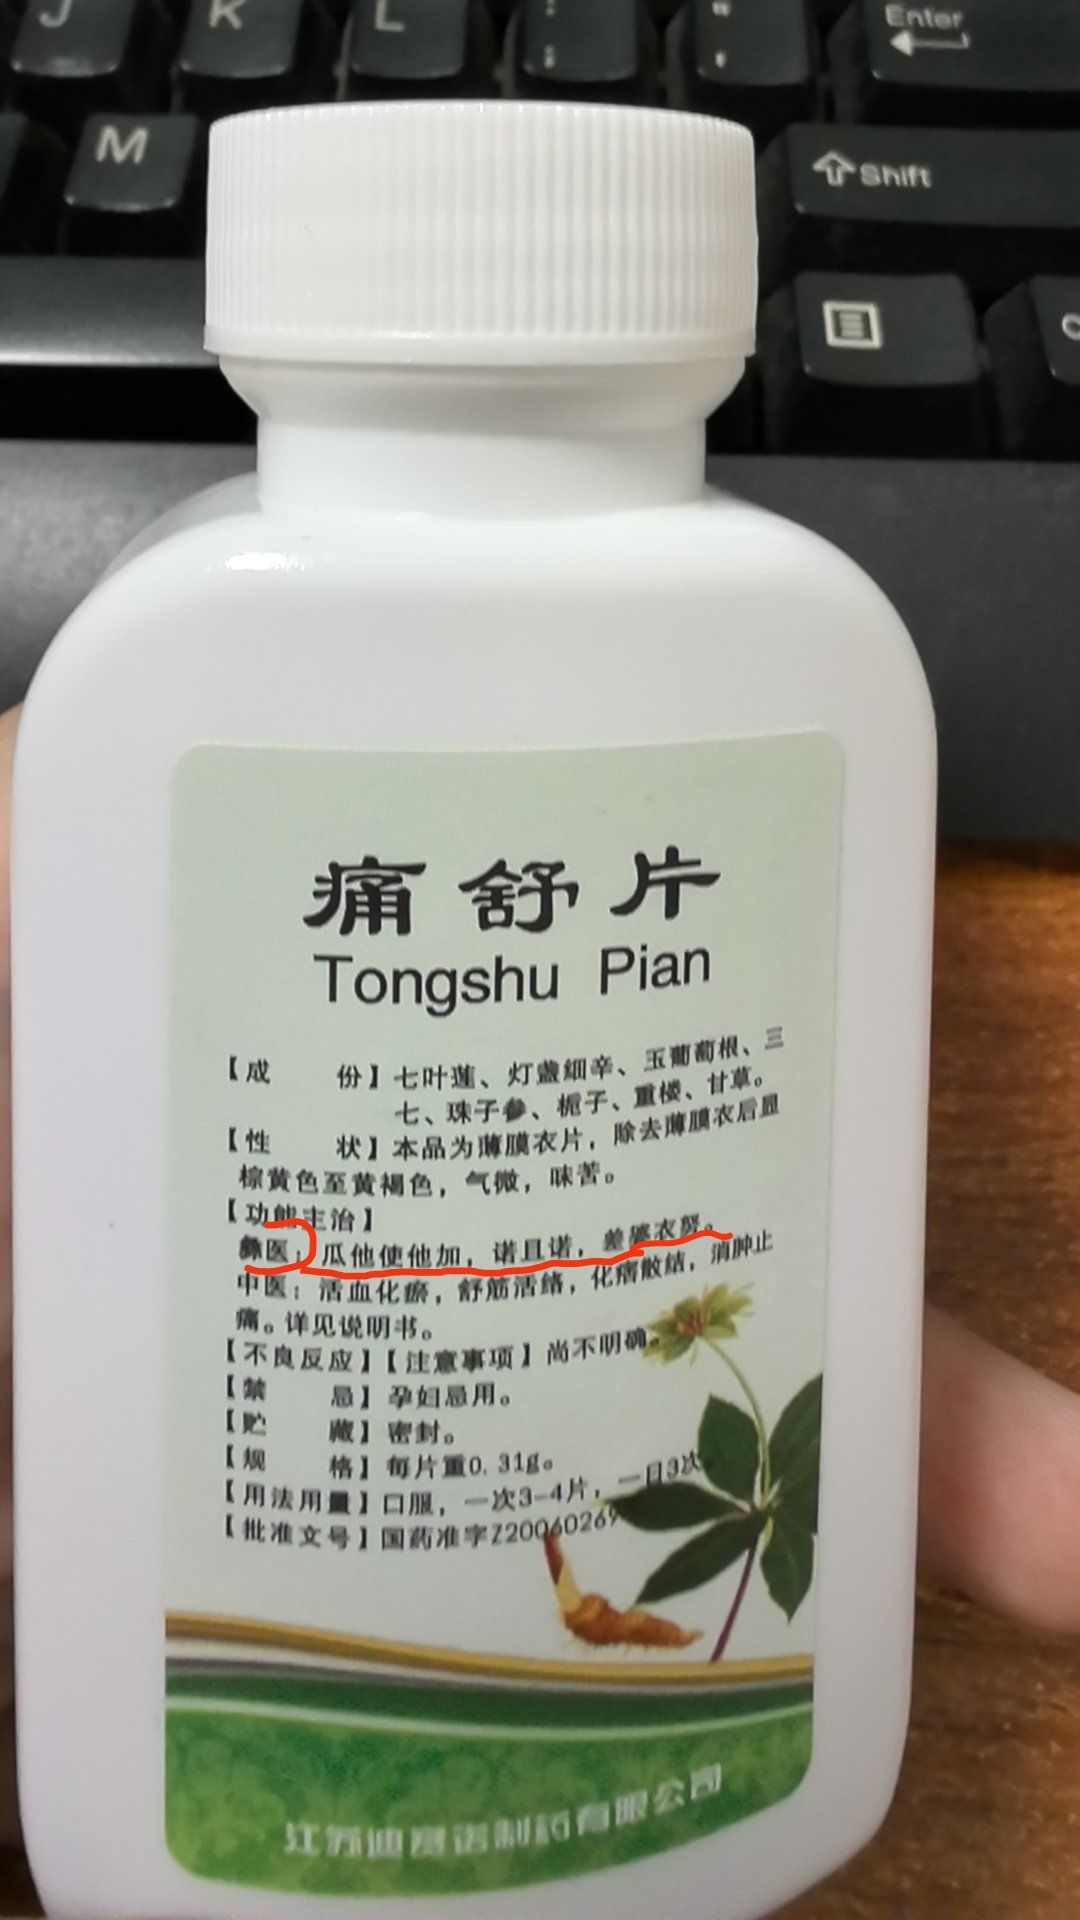 J K L : ; " ' Enter
M Shift
痛舒片
Tongshu Pian
【成份】七叶莲、灯盏细辛、玉葡萄根、三
七、珠子参、栀子、重楼、甘草。
【性状】本品为薄膜衣片，除去薄膜衣后显
棕黄色至黄褐色，气微，味苦。
【功能主治】
彝医：瓜他使他加，诺且诺，差婆衣努。
中医：活血化瘀，舒筋活络，化痞散结，消肿止
痛。详见说明书。
【不良反应】【注意事项】尚不明确。
【禁忌】孕妇忌用。
【贮藏】密封。
【规格】每片重0.31g。
【用法用量】口服，一次3-4片，一日3次。
【批准文号】国药准字Z20060269
江苏迪赛诺制药有限公司